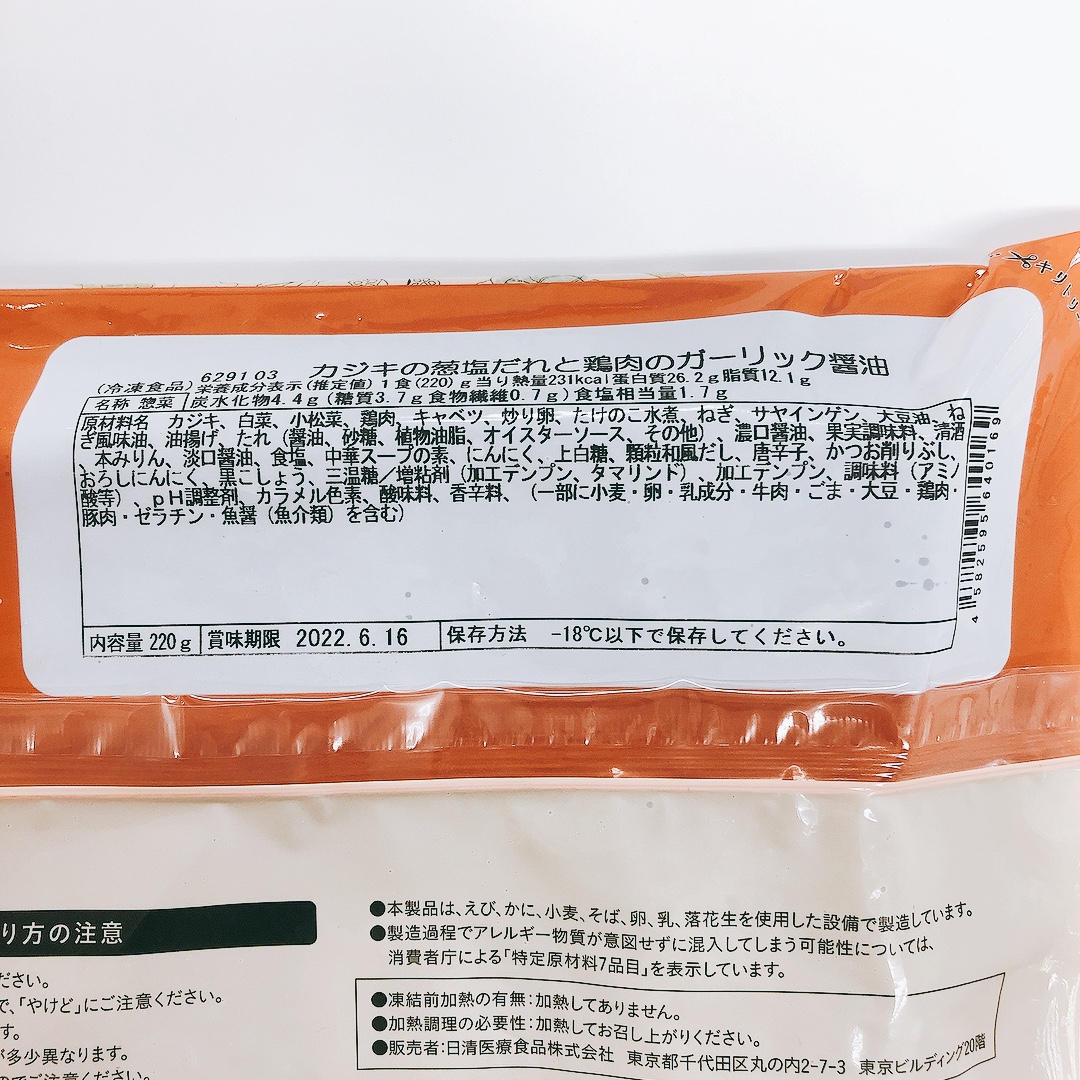 キリトリ
629103 カジキの葱塩だれと鶏肉のガーリック醤油
(冷凍食品) 栄養成分表示(推定値) 1食(220)g当り熱量231kcal蛋白質26.2g脂質12.1g
名称 惣菜 炭水化物4.4g(糖質3.7g食物繊維0.7g)食塩相当量1.7g
原材料名 カジキ、白菜、小松菜、鶏肉、キャベツ、炒り卵、たけのこ水煮、ねぎ、サヤインゲン、大豆油、ね
ぎ風味油、油揚げ、たれ(醤油、砂糖、植物油脂、オイスターソース、その他)、濃口醤油、果実調味料、清酒
、本みりん、淡口醤油、食塩、中華スープの素、にんにく、上白糖、顆粒和風だし、唐辛子、かつお削りぶし、
おろしにんにく、黒こしょう、三温糖/増粘剤(加工デンプン、タマリンド)、加工デンプン、調味料(アミノ
酸等)、pH調整剤、カラメル色素、酸味料、香辛料、(一部に小麦・卵・乳成分・牛肉・ごま・大豆・鶏肉・
豚肉・ゼラチン・魚醤(魚介類)を含む)
4582595640169
内容量 220g 賞味期限 2022.6.16 保存方法 -18℃以下で保存してください。
り方の注意
ださい。
で、「やけど」にご注意ください。
す。
が多少異なります。
のでご注意ください。
●本製品は、えび、かに、小麦、そば、卵、乳、落花生を使用した設備で製造しています。
●製造過程でアレルギー物質が意図せずに混入してしまう可能性については、
消費者庁による「特定原材料7品目」を表示しています。
●凍結前加熱の有無:加熱してありません。
●加熱調理の必要性:加熱してお召し上がりください。
●販売者:日清医療食品株式会社 東京都千代田区丸の内2-7-3 東京ビルディング20階